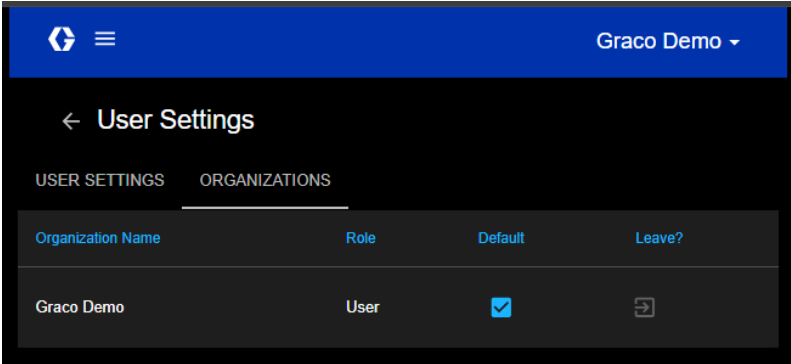 Graco Demo
User Settings
USER SETTINGS ORGANIZATIONS
Organization Name Role Default Leave?
Graco Demo User